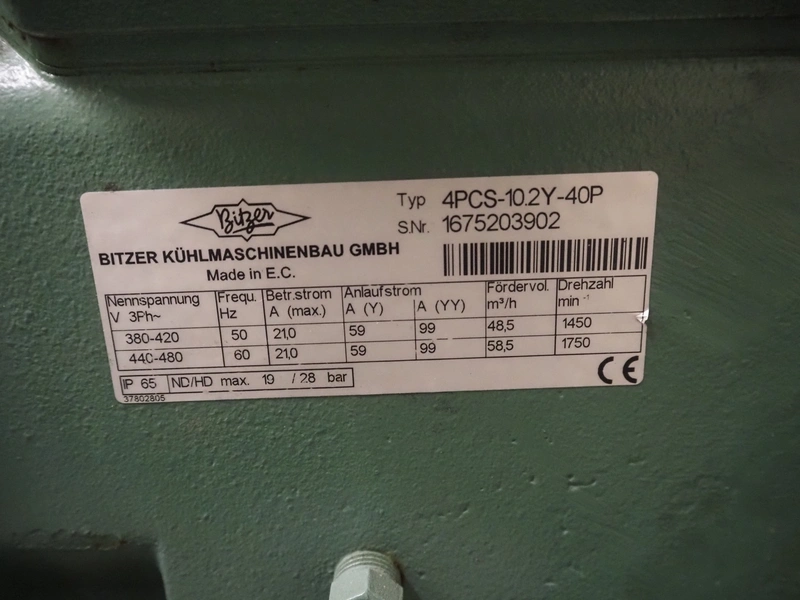 Bitzer
Typ 4PCS-10.2Y-40P
S.Nr. 1675203902
BITZER KÜHLMASCHINENBAU GMBH
Made in E.C.
Nennspannung Frequ. Betr.strom Anlaufstrom Fördervol. Drehzahl
V 3Ph~ Hz A (max.) A (Y) A (YY) m³/h min -1
380-420 50 21,0 59 99 48,5 1450
440-480 60 21,0 59 99 58,5 1750
IP 65 ND/HD max. 19 / 28 bar
CE
37802805